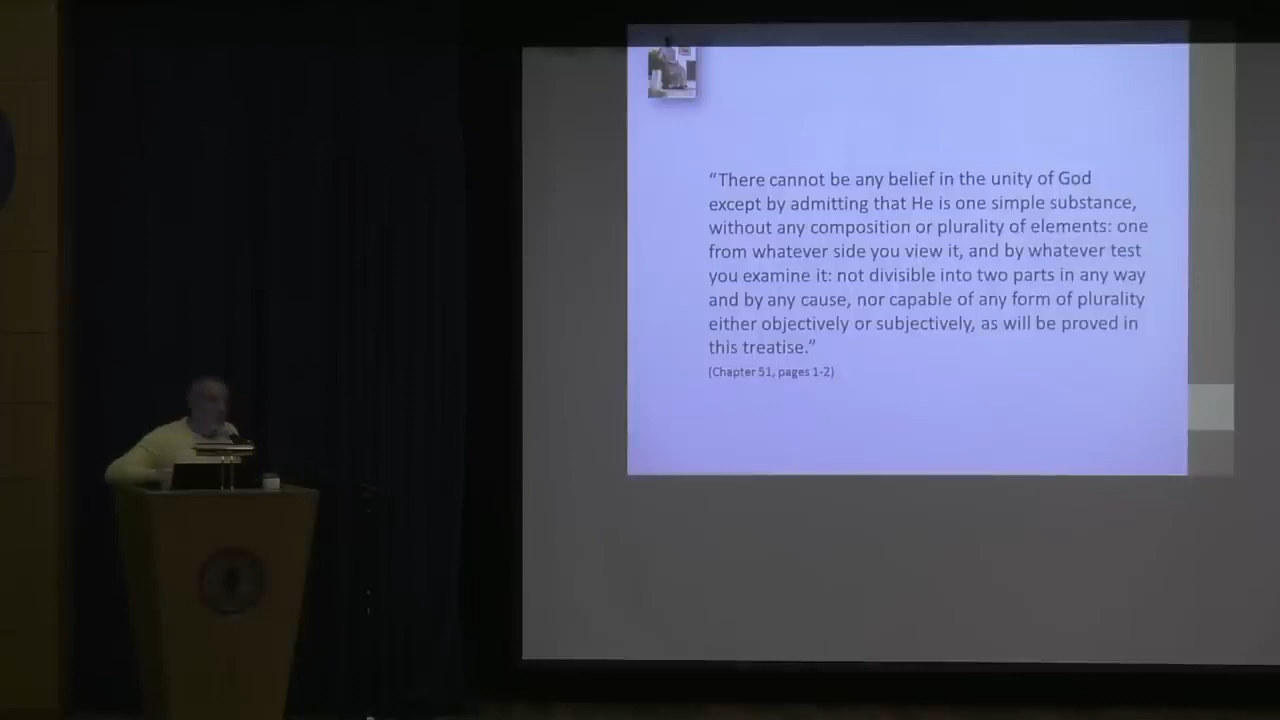 “There cannot be any belief in the unity of God
except by admitting that He is one simple substance,
without any composition or plurality of elements: one
from whatever side you view it, and by whatever test
you examine it: not divisible into two parts in any way
and by any cause, nor capable of any form of plurality
either objectively or subjectively, as will be proved in
this treatise.”
(Chapter 51, pages 1-2)